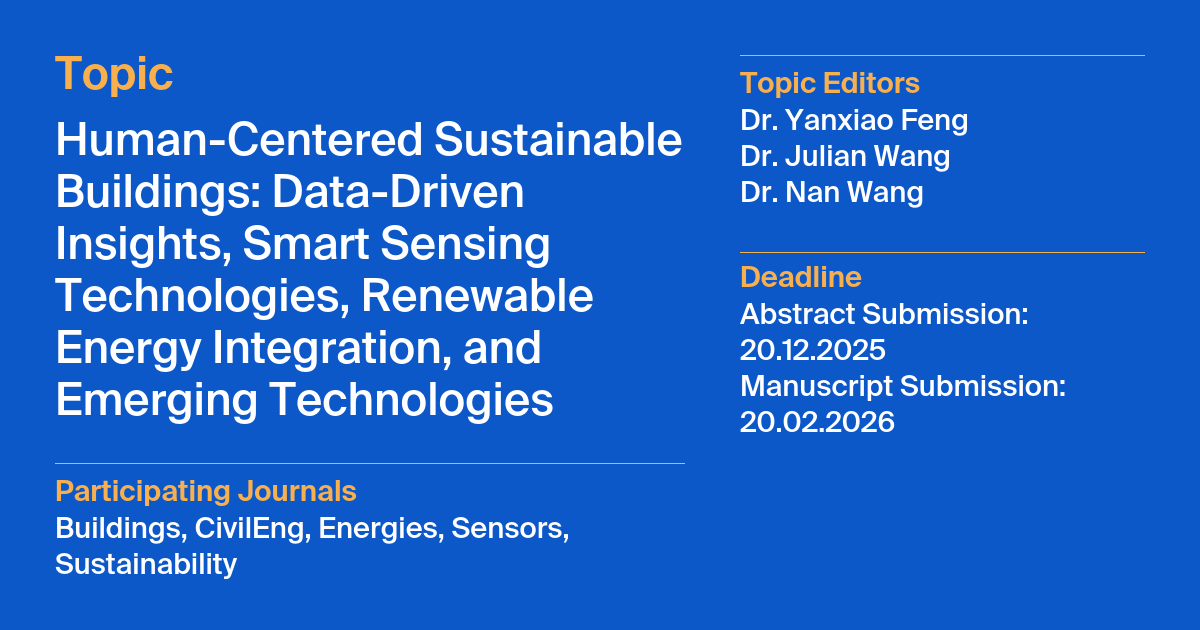 Topic
Human-Centered Sustainable
Buildings: Data-Driven
Insights, Smart Sensing
Technologies, Renewable
Energy Integration, and
Emerging Technologies
Participating Journals
Buildings, CivilEng, Energies, Sensors,
Sustainability
Topic Editors
Dr. Yanxiao Feng
Dr. Julian Wang
Dr. Nan Wang
Deadline
Abstract Submission:
20.12.2025
Manuscript Submission:
20.02.2026